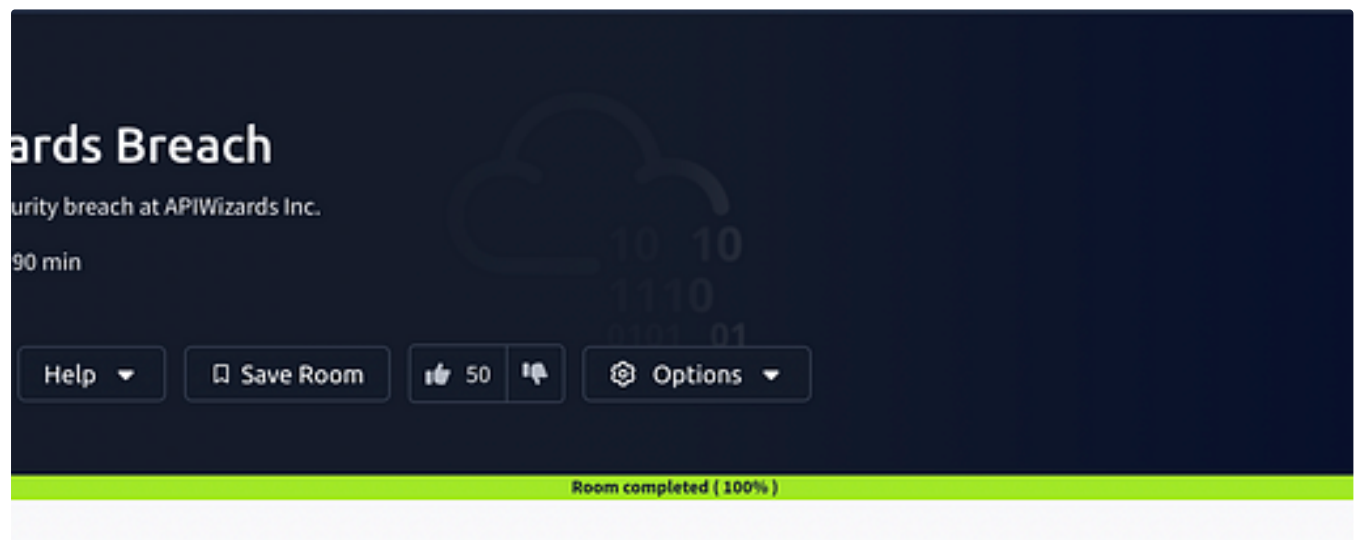 ards Breach
urity breach at APIWizards Inc.
90 min
10 10
1110
0101 01
Help Save Room 50 Options
Room completed ( 100% )